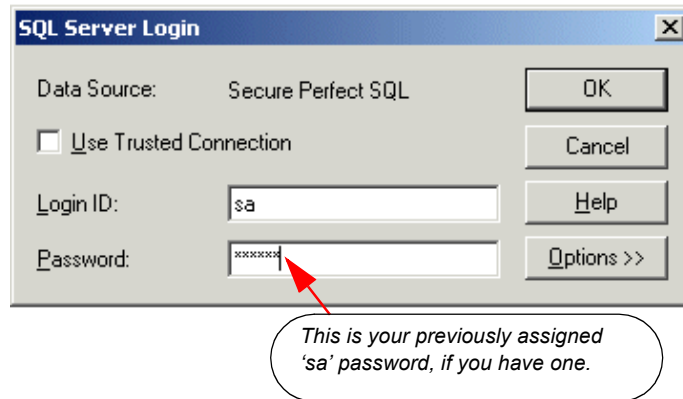 SQL Server Login
Data Source: Secure Perfect SQL OK
Use Trusted Connection Cancel
Login ID: sa Help
Password: xxxxxx Options >>
This is your previously assigned
‘sa’ password, if you have one.